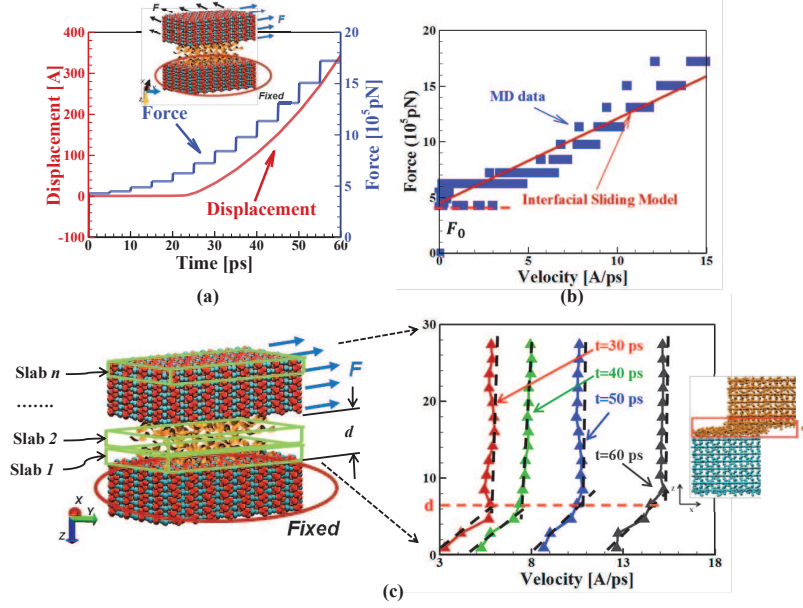 F
Fixed
Force
Displacement
Displacement [A]
400
300
200
100
0
-100
Force [10⁵pN]
20
15
10
5
0
0 10 20 30 40 50 60
Time [ps]
(a)
MD data
Interfacial Sliding Model
F₀
Force (10⁵pN)
20
15
10
5
0
0 5 10 15
Velocity [A/ps]
(b)
Slab n
.......
Slab 2
Slab 1
F
d
Fixed
X
Y
Z
30
20
10
0
d
t=30 ps
t=40 ps
t=50 ps
t=60 ps
z
x
3 8 13 18
Velocity [A/ps]
(c)